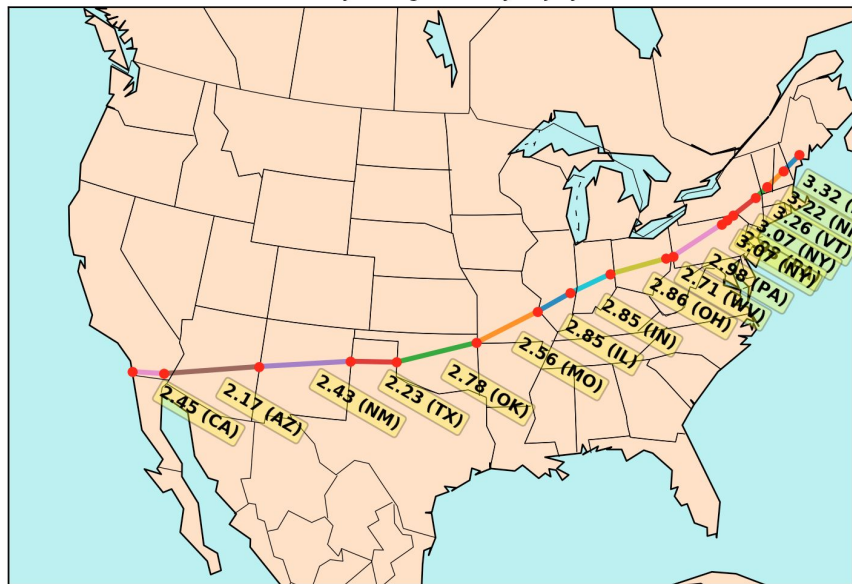 2.45 (CA)
2.17 (AZ)
2.43 (NM)
2.23 (TX)
2.78 (OK)
2.56 (MO)
2.85 (IL)
2.85 (IN)
2.86 (OH)
2.71 (WV)
2.98 (PA)
3.07 (NY)
3.07 (NY)
3.26 (VT)
3.22
3.32